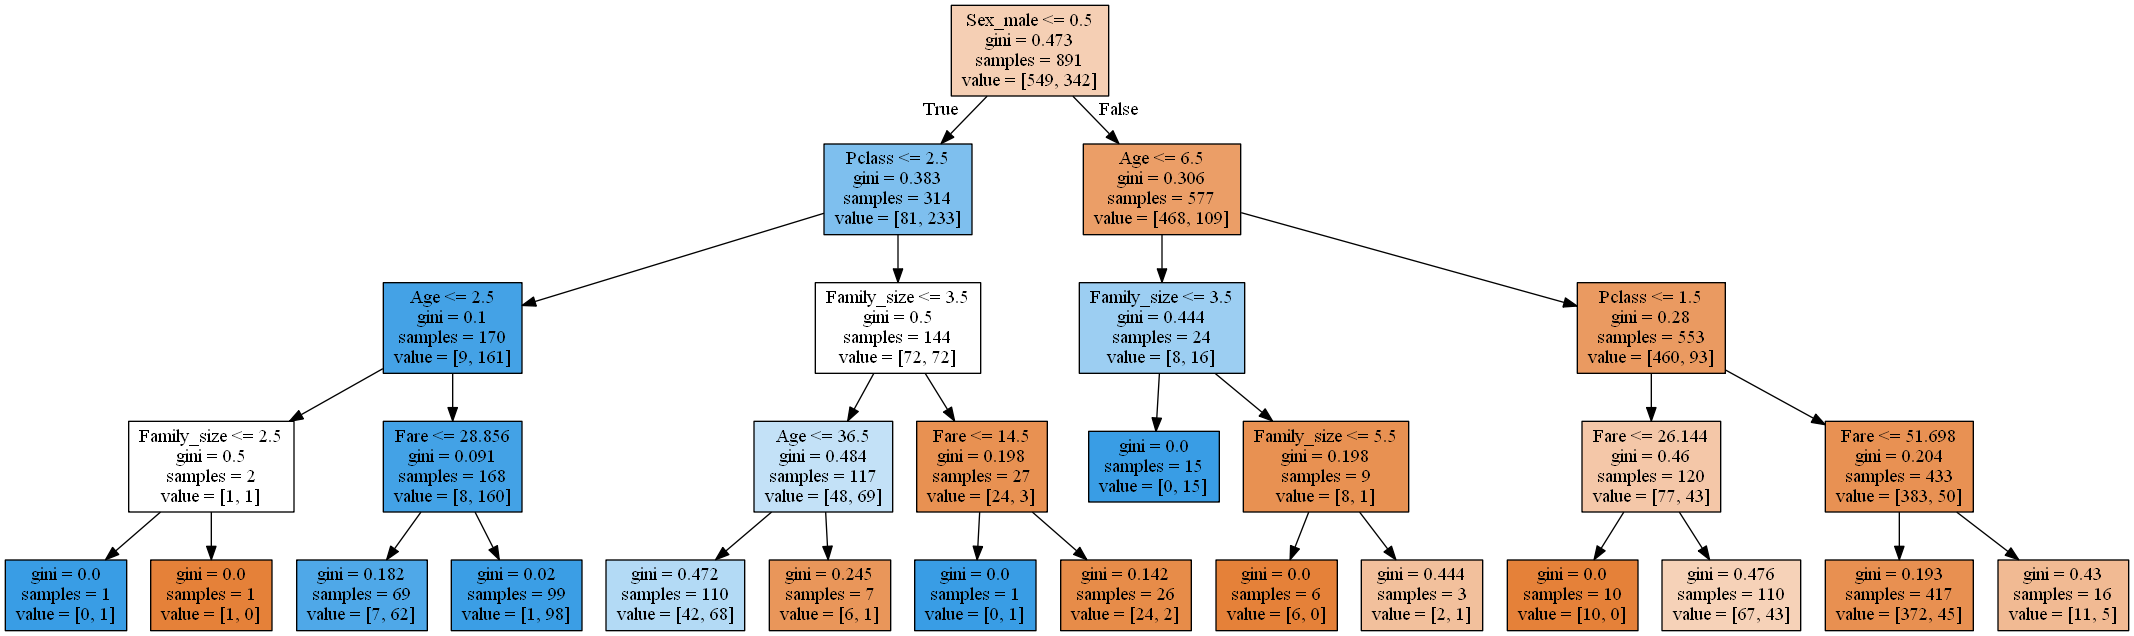 Sex_male <= 0.5
gini = 0.473
samples = 891
value = [549, 342]
True
False
Pclass <= 2.5
gini = 0.383
samples = 314
value = [81, 233]
Age <= 6.5
gini = 0.306
samples = 577
value = [468, 109]
Age <= 2.5
gini = 0.1
samples = 170
value = [9, 161]
Family_size <= 3.5
gini = 0.5
samples = 144
value = [72, 72]
Family_size <= 3.5
gini = 0.444
samples = 24
value = [8, 16]
Pclass <= 1.5
gini = 0.28
samples = 553
value = [460, 93]
Family_size <= 2.5
gini = 0.5
samples = 2
value = [1, 1]
Fare <= 28.856
gini = 0.091
samples = 168
value = [8, 160]
Age <= 36.5
gini = 0.484
samples = 117
value = [48, 69]
Fare <= 14.5
gini = 0.198
samples = 27
value = [24, 3]
gini = 0.0
samples = 15
value = [0, 15]
Family_size <= 5.5
gini = 0.198
samples = 9
value = [8, 1]
Fare <= 26.144
gini = 0.46
samples = 120
value = [77, 43]
Fare <= 51.698
gini = 0.204
samples = 433
value = [383, 50]
gini = 0.0
samples = 1
value = [0, 1]
gini = 0.0
samples = 1
value = [1, 0]
gini = 0.182
samples = 69
value = [7, 62]
gini = 0.02
samples = 99
value = [1, 98]
gini = 0.472
samples = 110
value = [42, 68]
gini = 0.245
samples = 7
value = [6, 1]
gini = 0.0
samples = 1
value = [0, 1]
gini = 0.142
samples = 26
value = [24, 2]
gini = 0.0
samples = 6
value = [6, 0]
gini = 0.444
samples = 3
value = [2, 1]
gini = 0.0
samples = 10
value = [10, 0]
gini = 0.476
samples = 110
value = [67, 43]
gini = 0.193
samples = 417
value = [372, 45]
gini = 0.43
samples = 16
value = [11, 5]